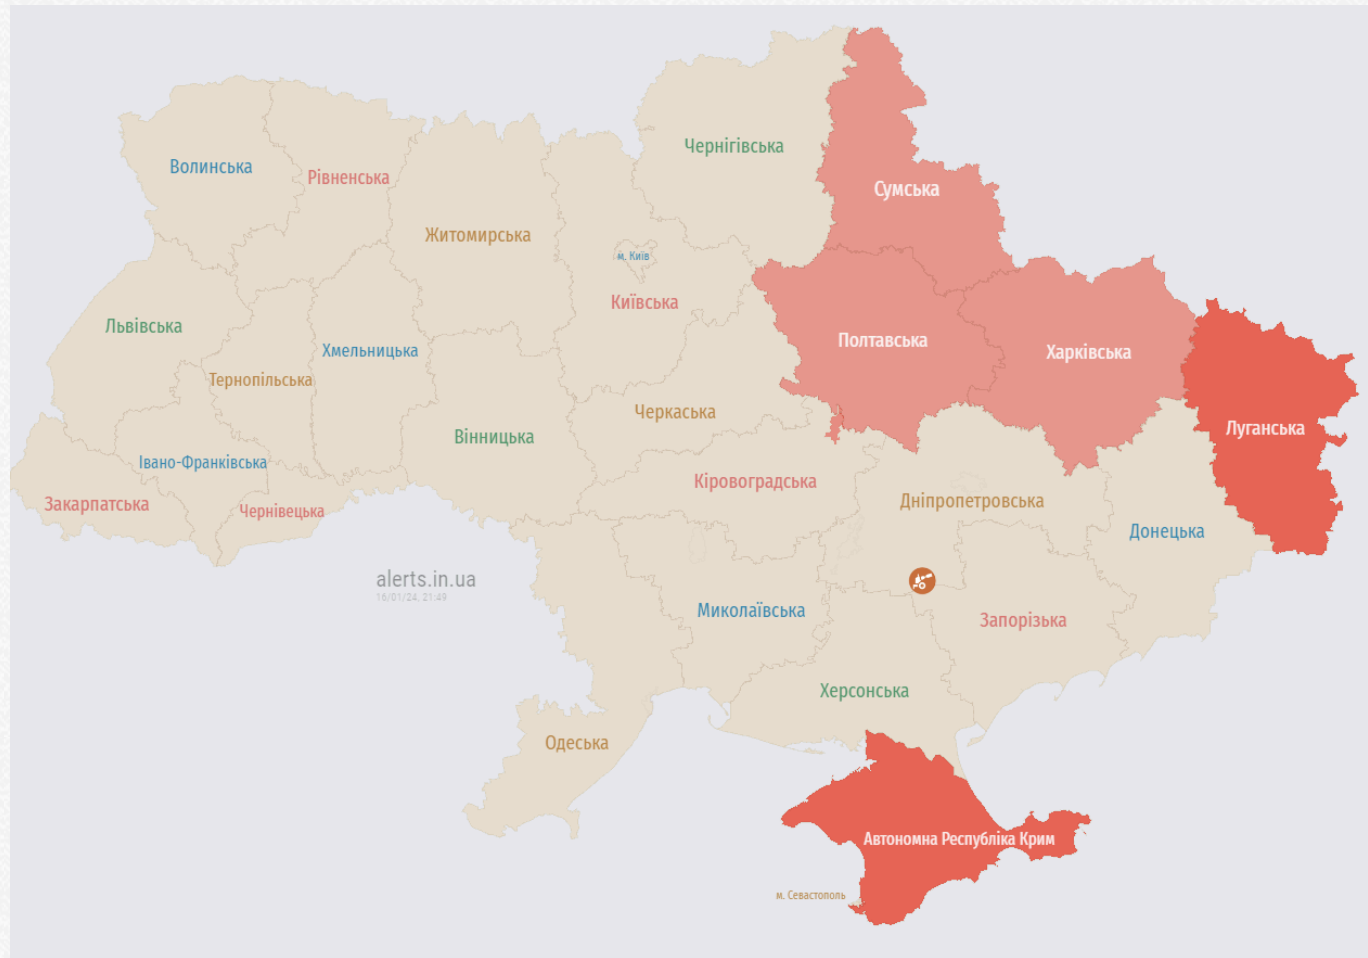 Чернігівська
Волинська
Рівненська
Сумська
Житомирська
м. Київ
Київська
Львівська
Полтавська
Хмельницька
Харківська
Тернопільська
Черкаська
Луганська
Вінницька
Івано-Франківська
Кіровоградська
Дніпропетровська
Закарпатська
Чернівецька
Донецька
alerts.in.ua
16/01/24, 21:49
Миколаївська
Запорізька
Херсонська
Одеська
Автономна Республіка Крим
м. Севастополь